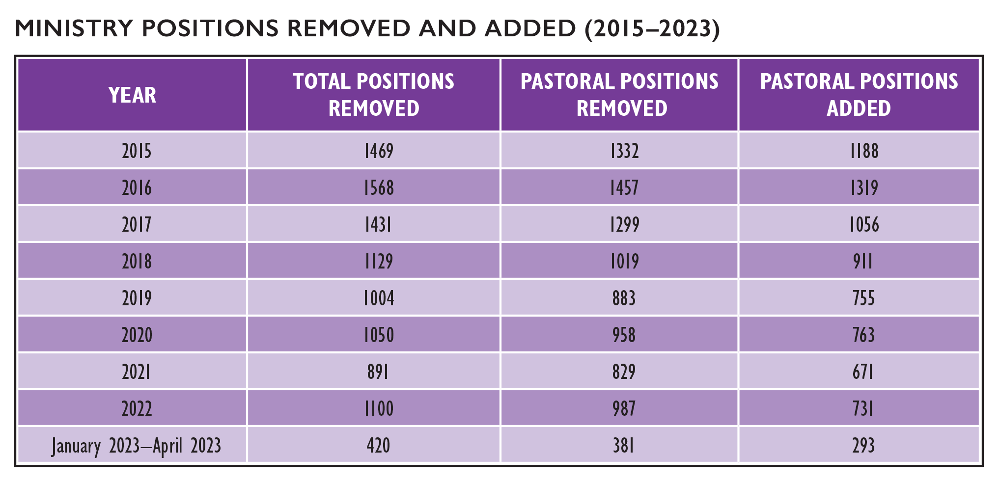 MINISTRY POSITIONS REMOVED AND ADDED (2015–2023)
YEAR
TOTAL POSITIONS
REMOVED
PASTORAL POSITIONS
REMOVED
PASTORAL POSITIONS
ADDED
2015 1469 1332 1188
2016 1568 1457 1319
2017 1431 1299 1056
2018 1129 1019 911
2019 1004 883 755
2020 1050 958 763
2021 891 829 671
2022 1100 987 731
January 2023–April 2023 420 381 293